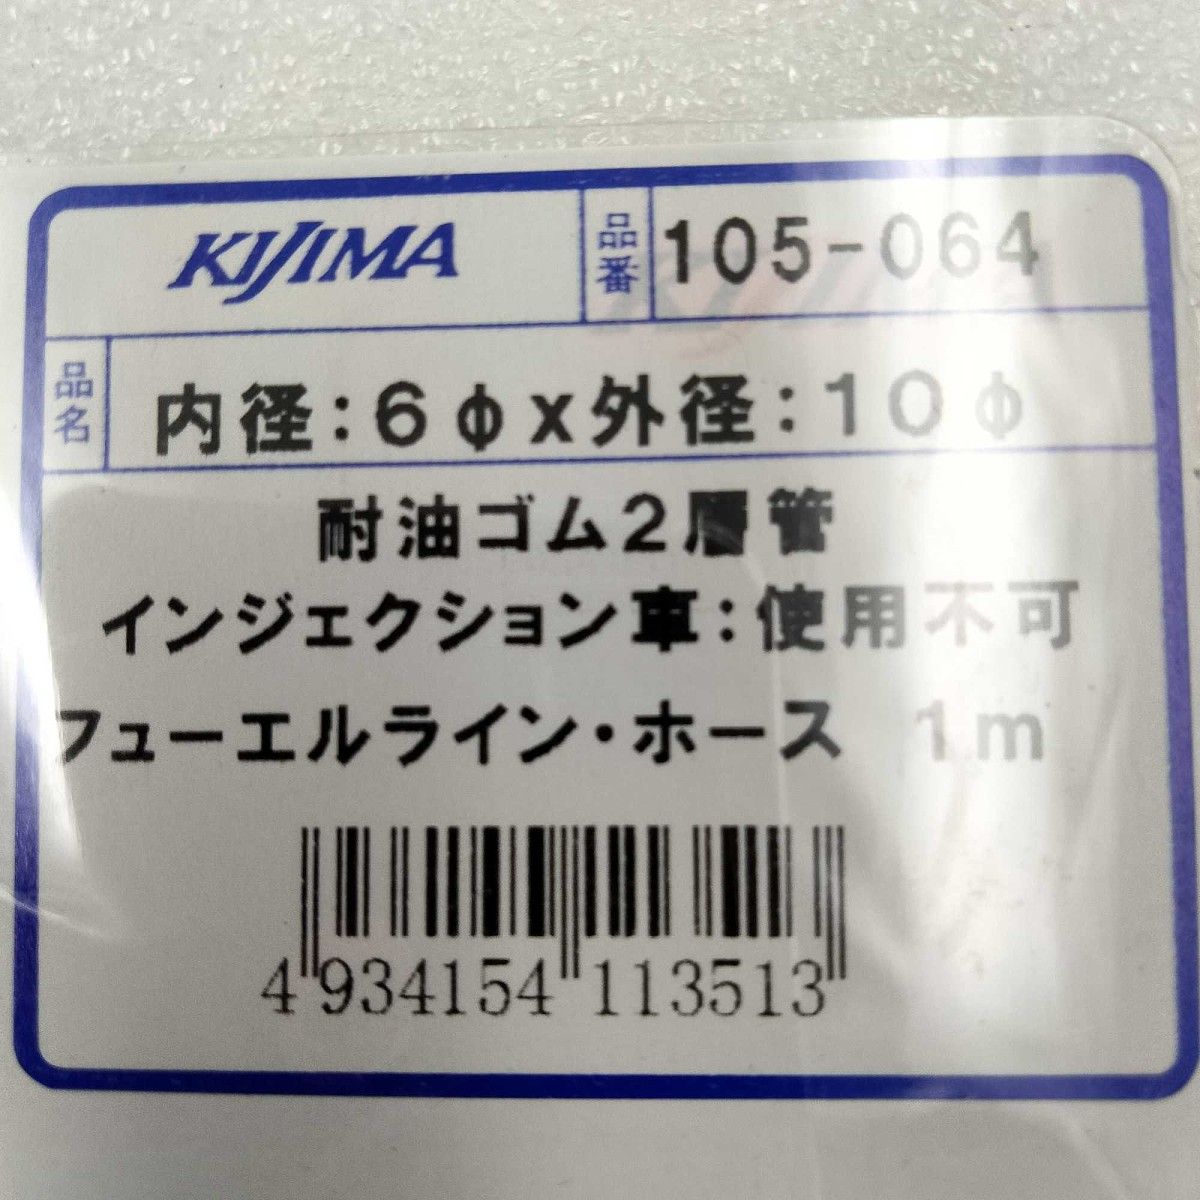 KIJIMA 品番 105-064
品名 内径:6φx外径:10φ
耐油ゴム2層管
インジェクション車:使用不可
フューエルライン・ホース 1m
4 934154 113513